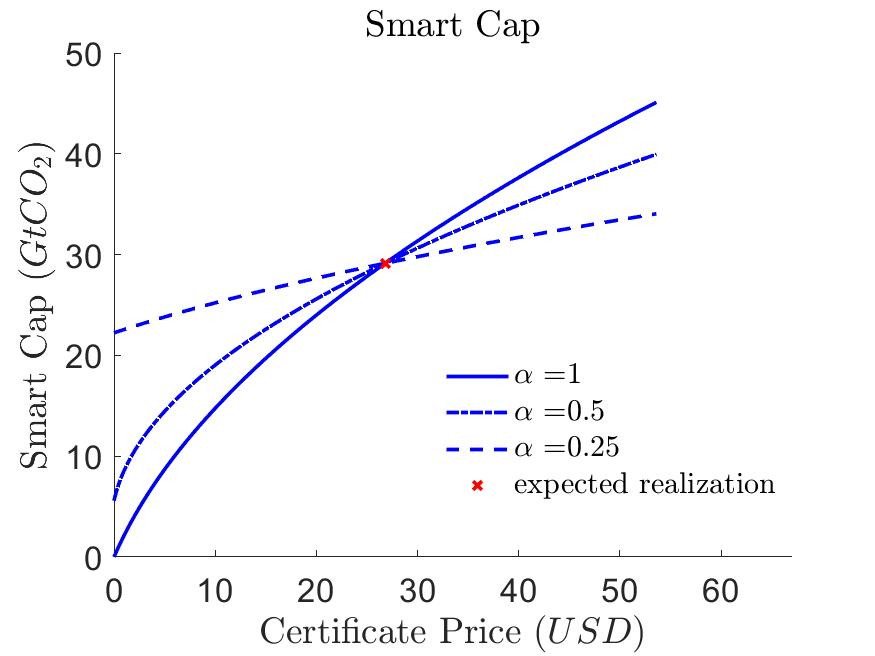 Smart Cap
50
40
30
20
10
0
Smart Cap (GtCO₂)
α =1
α =0.5
α =0.25
expected realization
0 10 20 30 40 50 60
Certificate Price (USD)